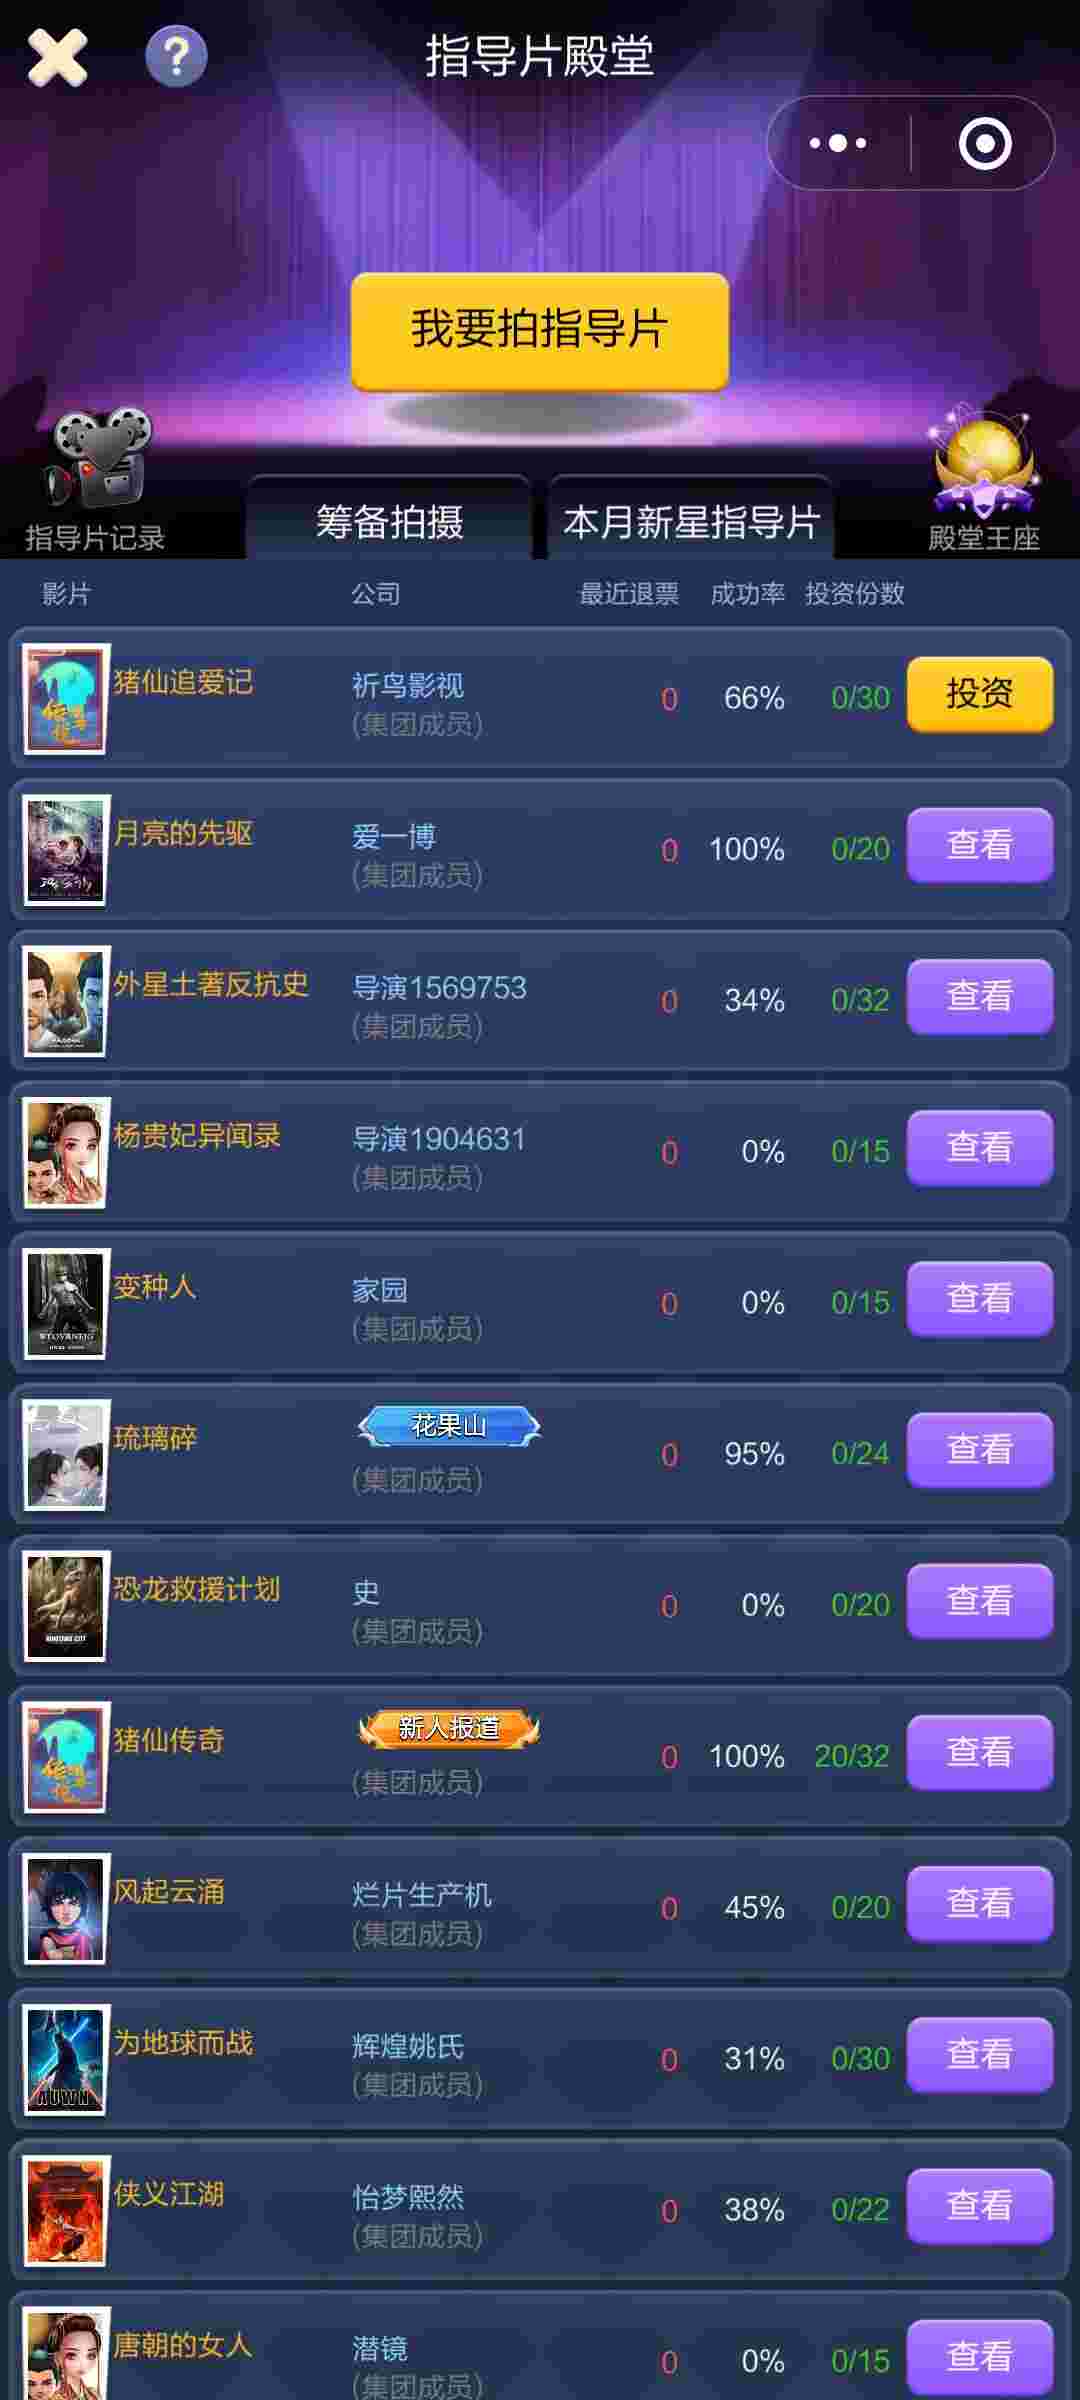 指导片殿堂
我要拍指导片
指导片记录
筹备拍摄
本月新星指导片
殿堂王座
影片 公司 最近退票 成功率 投资份数
猪仙追爱记 祈鸟影视 (集团成员) 0 66% 0/30 投资
月亮的先驱 爱一博 (集团成员) 0 100% 0/20 查看
外星土著反抗史 导演1569753 (集团成员) 0 34% 0/32 查看
杨贵妃异闻录 导演1904631 (集团成员) 0 0% 0/15 查看
变种人 家园 (集团成员) 0 0% 0/15 查看
琉璃碎 花果山 (集团成员) 0 95% 0/24 查看
恐龙救援计划 史 (集团成员) 0 0% 0/20 查看
猪仙传奇 新人报道 (集团成员) 0 100% 20/32 查看
风起云涌 烂片生产机 (集团成员) 0 45% 0/20 查看
为地球而战 辉煌姚氏 (集团成员) 0 31% 0/30 查看
侠义江湖 怡梦熙然 (集团成员) 0 38% 0/22 查看
唐朝的女人 潜镜 (集团成员) 0 0% 0/15 查看